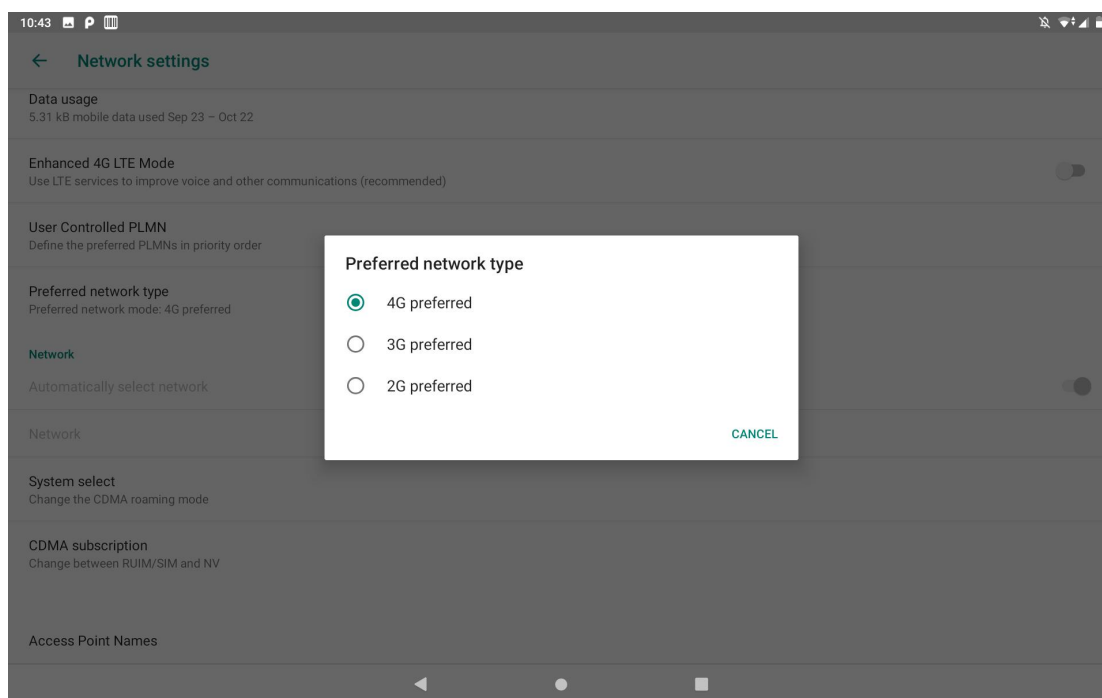 10:43
Network settings
Data usage
5.31 kB mobile data used Sep 23 – Oct 22
Enhanced 4G LTE Mode
Use LTE services to improve voice and other communications (recommended)
User Controlled PLMN
Define the preferred PLMNs in priority order
Preferred network type
Preferred network mode: 4G preferred
Network
Automatically select network
Network
System select
Change the CDMA roaming mode
CDMA subscription
Change between RUIM/SIM and NV
Access Point Names
Preferred network type
4G preferred
3G preferred
2G preferred
CANCEL